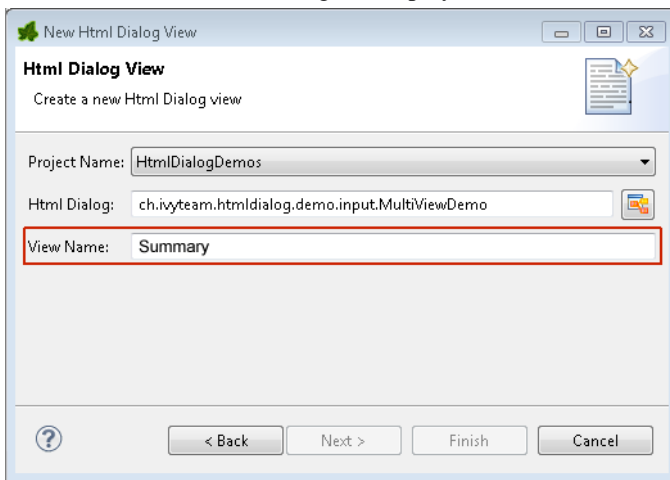 New Html Dialog View
Html Dialog View
Create a new Html Dialog view
Project Name: HtmlDialogDemos
Html Dialog: ch.ivyteam.htmldialog.demo.input.MultiViewDemo
View Name: Summary
? < Back Next > Finish Cancel